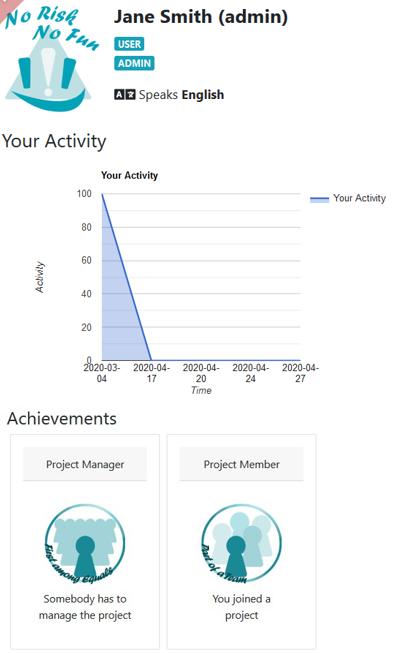 No Risk
No Fun
Jane Smith (admin)
USER
ADMIN
Speaks English
Your Activity
Your Activity
100
80
60
40
20
0
Activity
Your Activity
2020-03-
04
2020-04-
17
2020-04-
20
2020-04-
24
2020-04-
27
Time
Achievements
Project Manager
First among Equals
Somebody has to
manage the project
Project Member
Part of a Team
You joined a
project